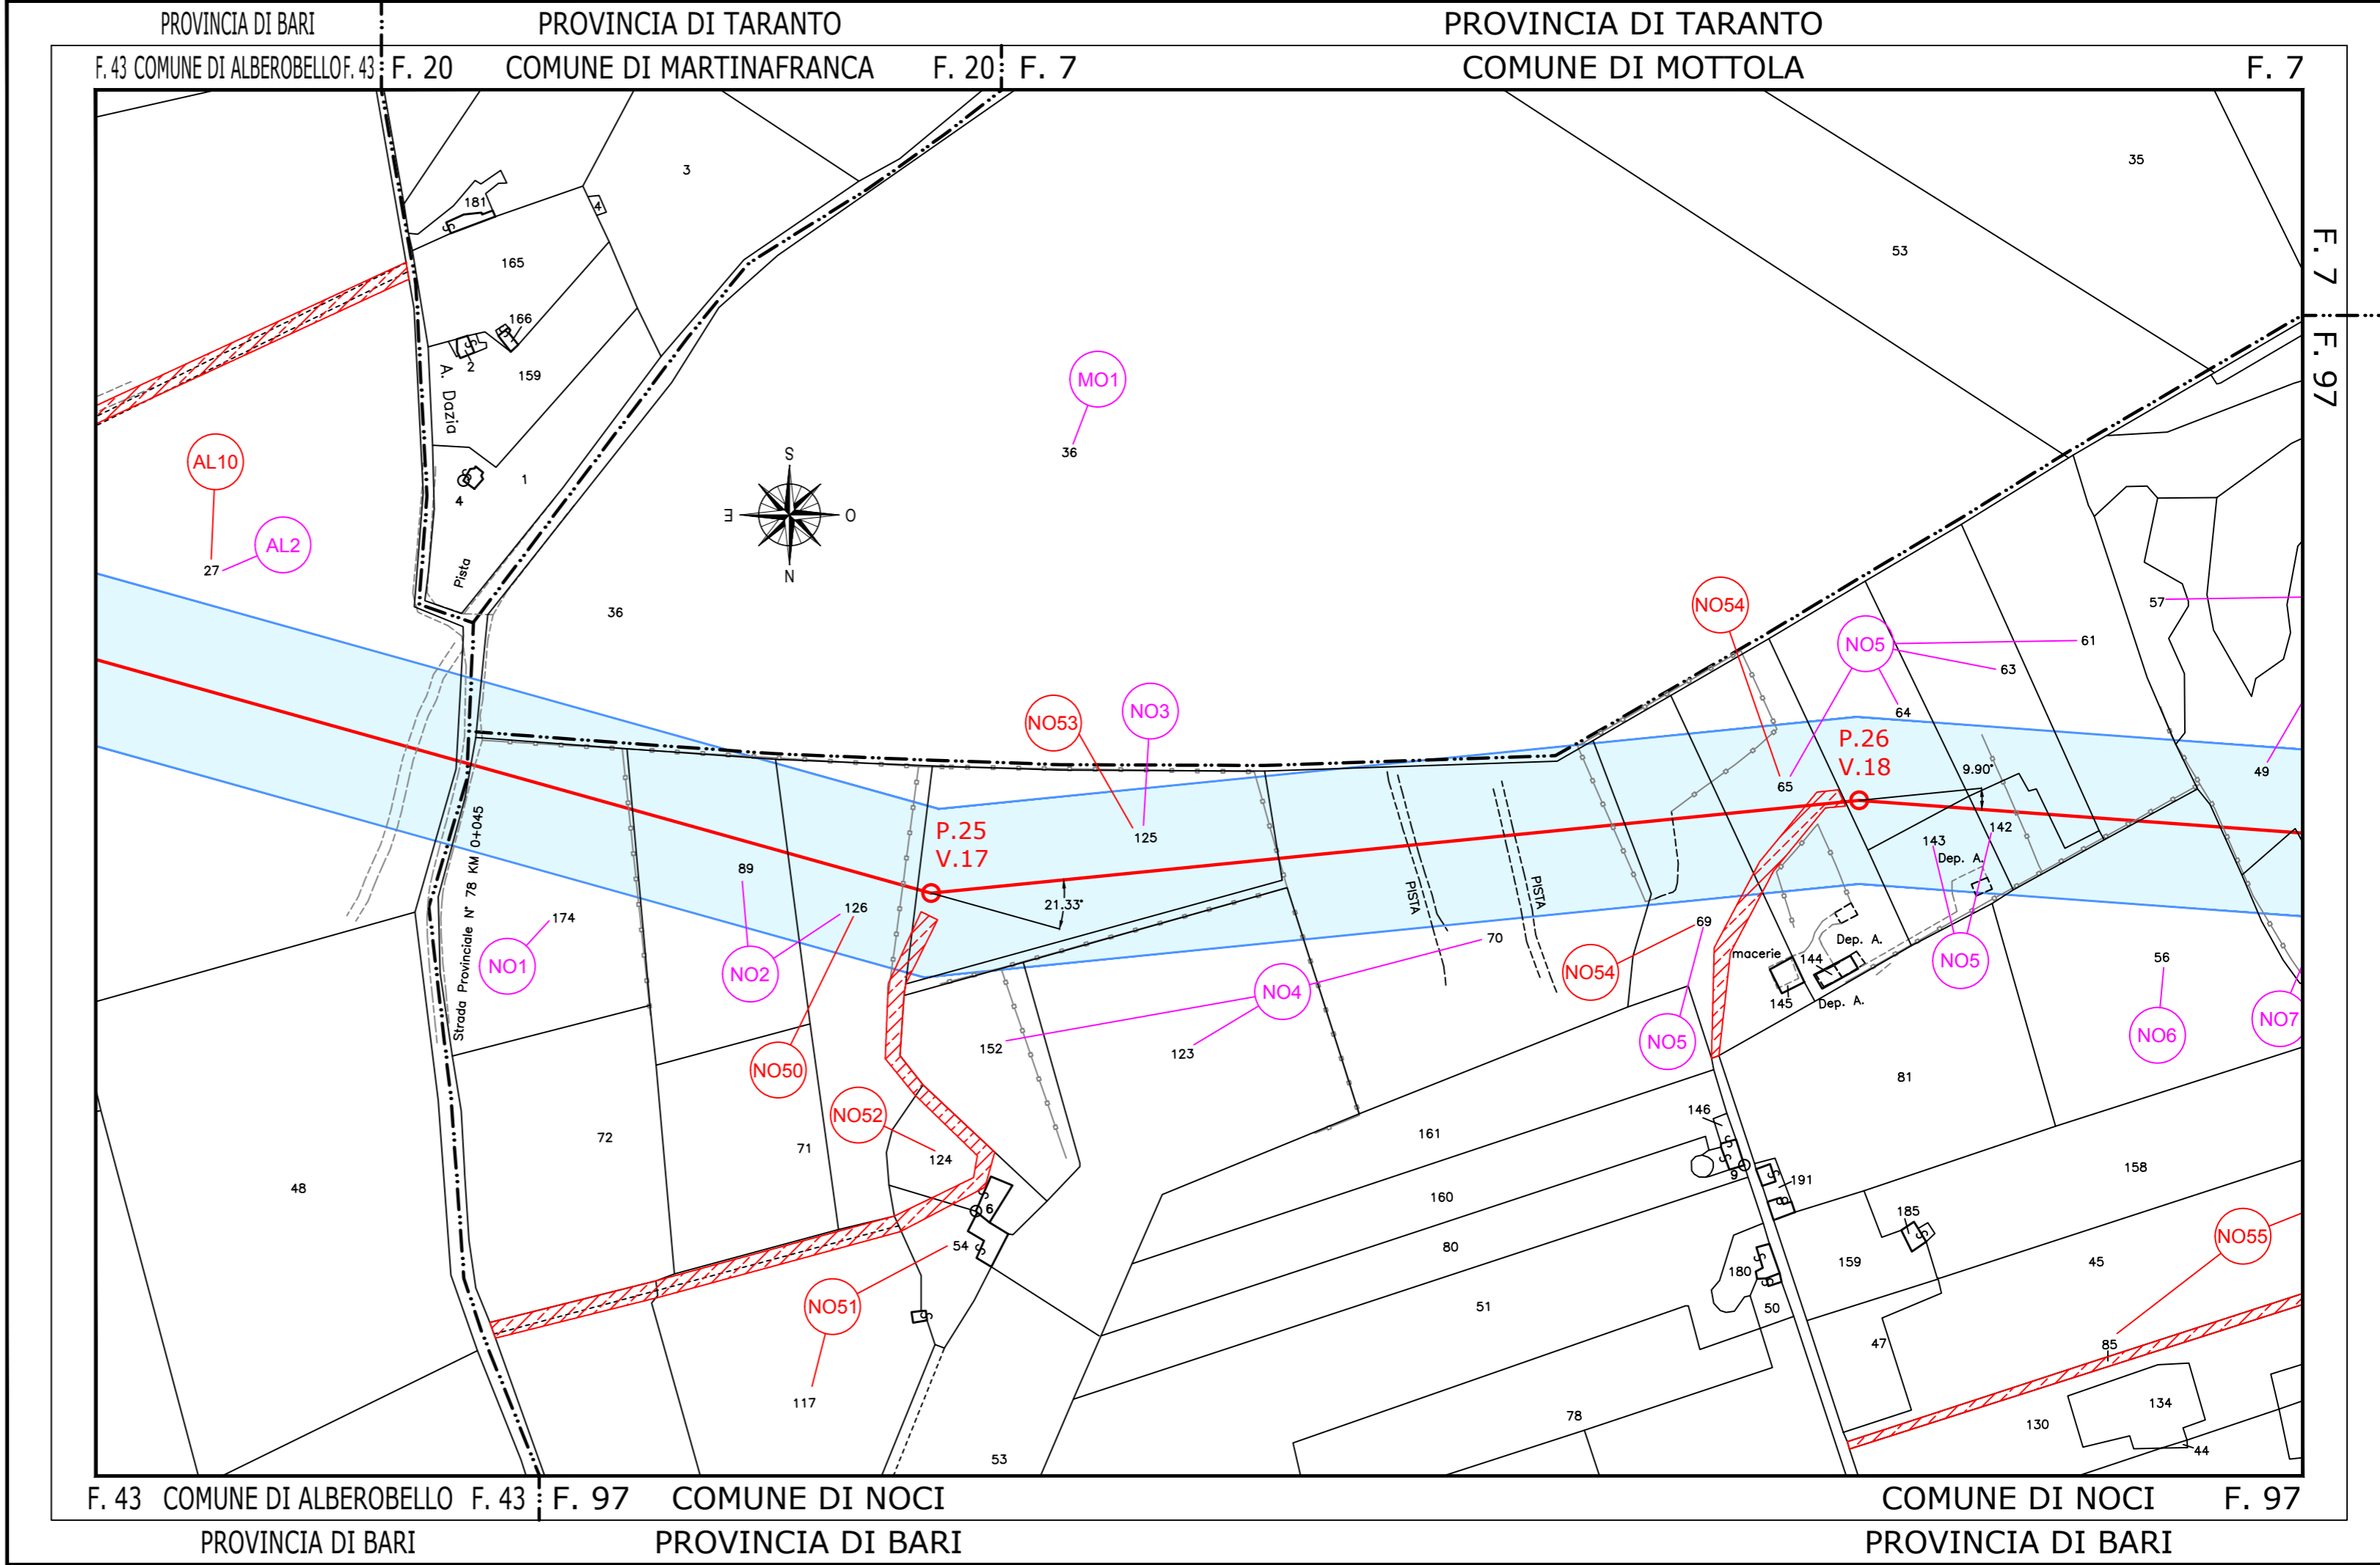 PROVINCIA DI BARI
PROVINCIA DI TARANTO
PROVINCIA DI TARANTO
F. 43 COMUNE DI ALBEROBELLO F. 43
F. 20 COMUNE DI MARTINAFRANCA F. 20
F. 7 COMUNE DI MOTTOLA F. 7
3
35
181
4
53
165
F. 7
166
2
159
A. Dazia
MO1
F. 97
36
AL10
S
1
4
E
O
AL2
27
Pista
N
36
57
NO54
NO5
61
63
NO3
NO53
64
P.26
V.18
49
9.90°
65
P.25
V.17
125
142
143
Dep. A.
Strada Provinciale N° 78 KM 0+045
89
PISTA
PISTA
21.33°
126
174
69
70
Dep. A.
macerie
144
56
NO1
NO2
NO54
NO5
NO4
145
Dep. A.
NO7
NO6
NO5
152
123
NO50
81
NO52
146
72
71
161
124
158
9
191
48
160
6
185
NO55
54
80
180
159
45
NO51
51
50
47
85
117
134
78
130
44
53
F. 43 COMUNE DI ALBEROBELLO F. 43
F. 97 COMUNE DI NOCI
COMUNE DI NOCI F. 97
PROVINCIA DI BARI
PROVINCIA DI BARI
PROVINCIA DI BARI